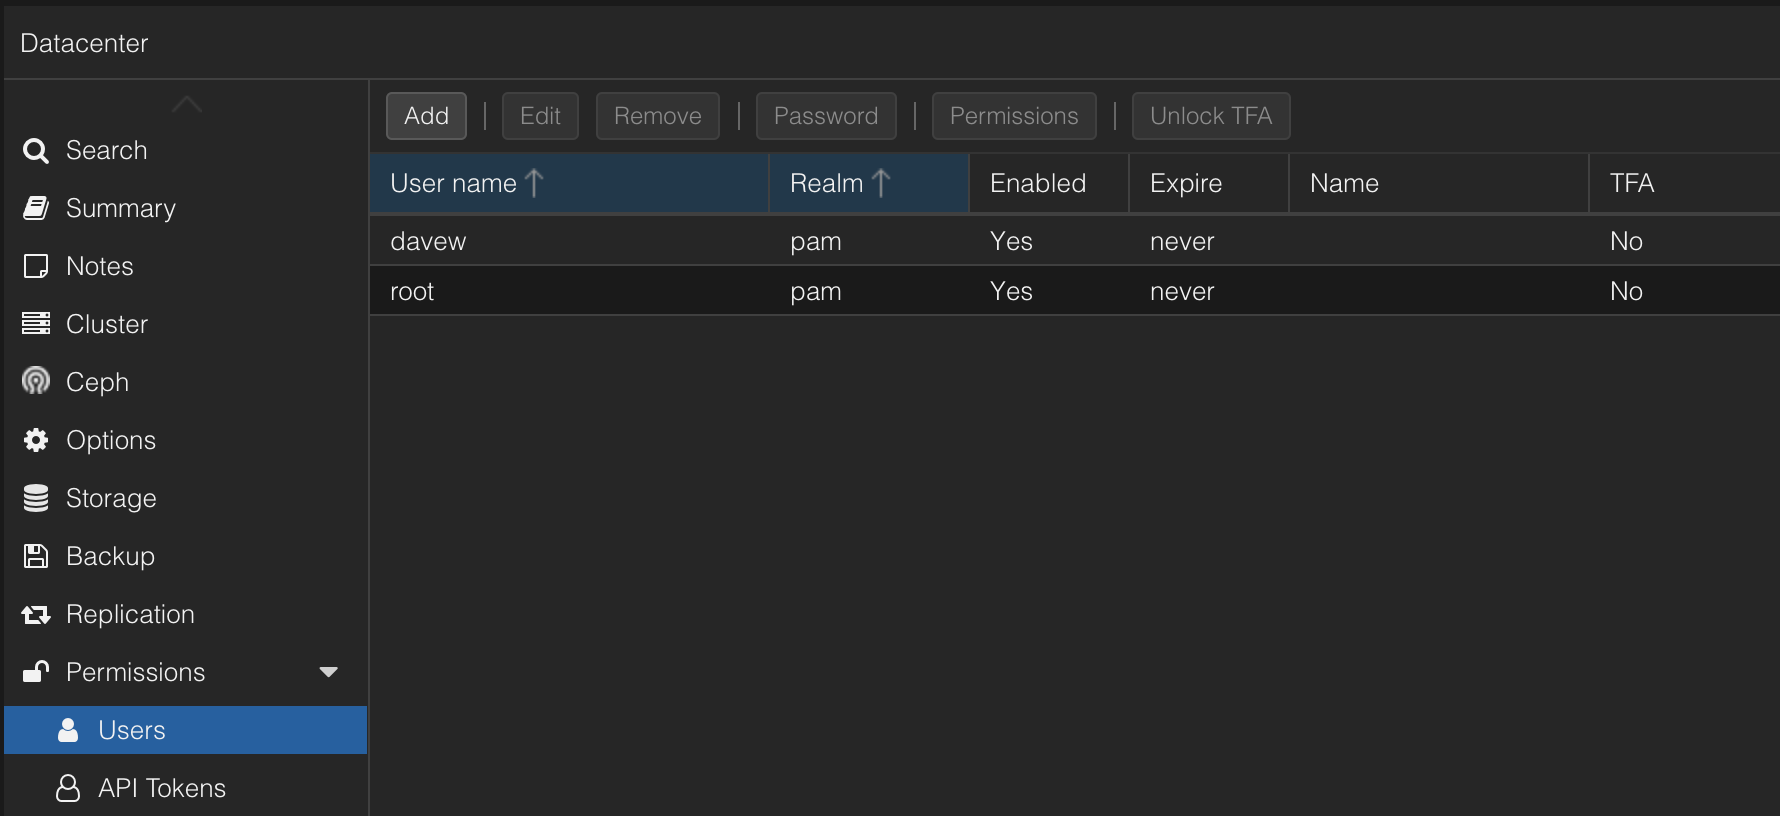 Datacenter
Search
Summary
Notes
Cluster
Ceph
Options
Storage
Backup
Replication
Permissions
Users
API Tokens
Add | Edit Remove | Password | Permissions | Unlock TFA
User name Realm Enabled Expire Name TFA
davew pam Yes never No
root pam Yes never No